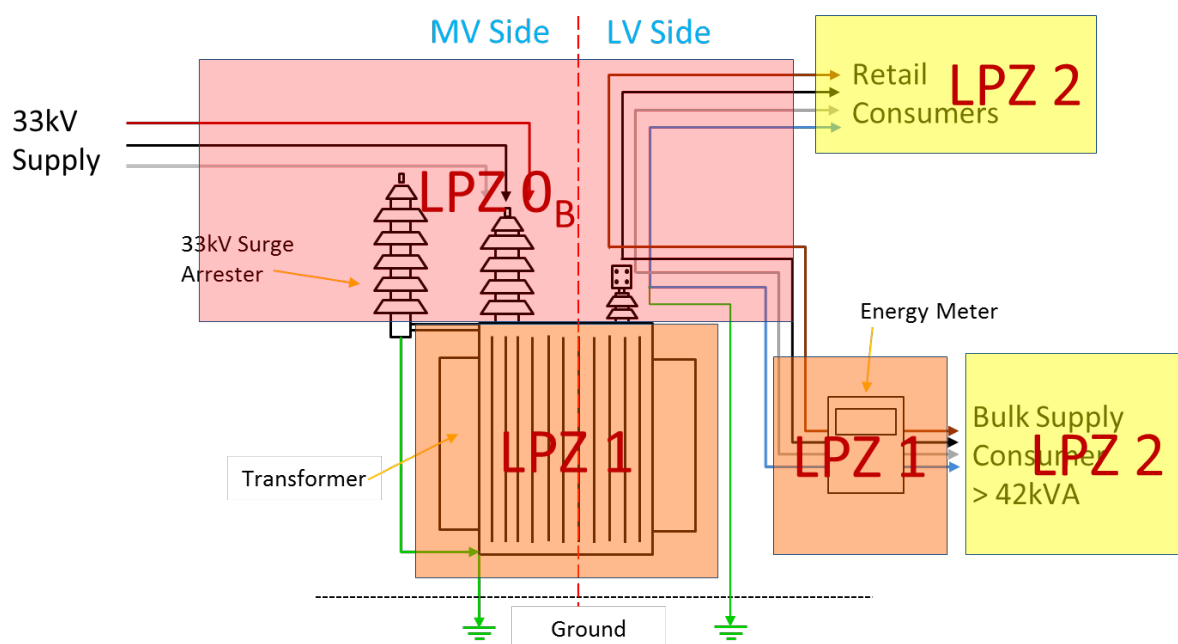 MV Side
LV Side
33kV
Supply
Retail
Consumers
LPZ 2
LPZ 0B
33kV Surge
Arrester
Energy Meter
Transformer
LPZ 1
LPZ 1
Bulk Supply
Consumer
> 42kVA
LPZ 2
Ground